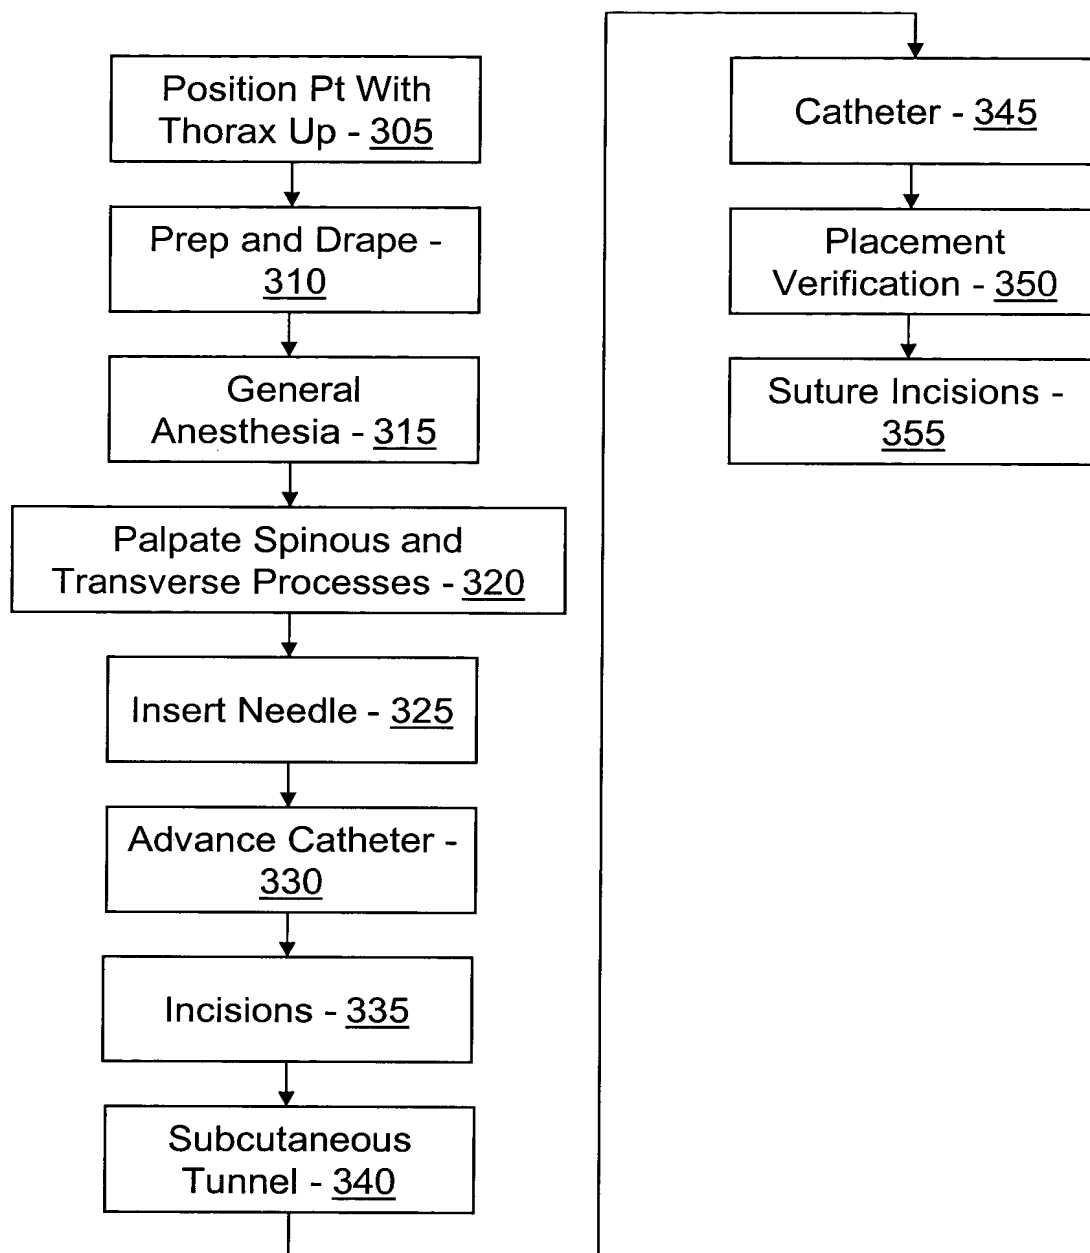 Position Pt With
Thorax Up - 305
Prep and Drape -
310
General
Anesthesia - 315
Palpate Spinous and
Transverse Processes - 320
Insert Needle - 325
Advance Catheter -
330
Incisions - 335
Subcutaneous
Tunnel - 340
Catheter - 345
Placement
Verification - 350
Suture Incisions -
355